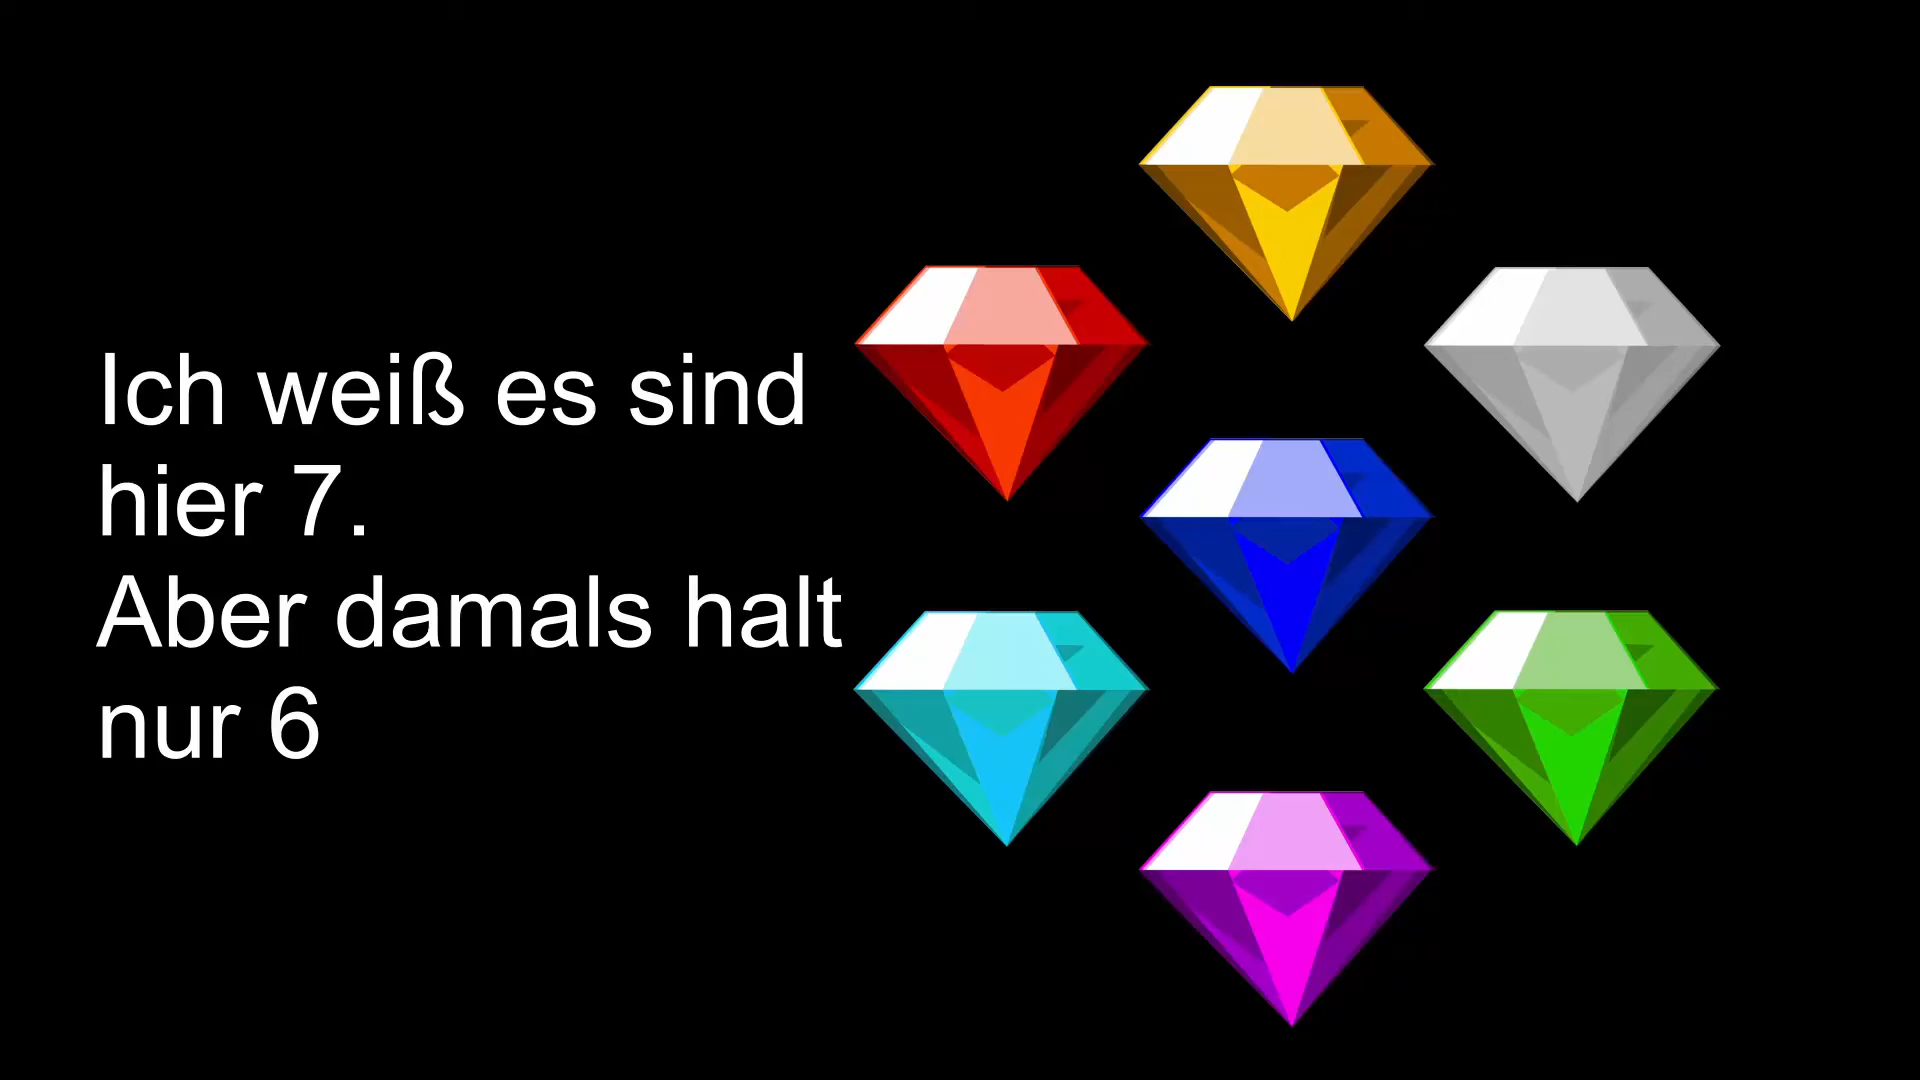 Ich weiß es sind
hier 7.
Aber damals halt
nur 6